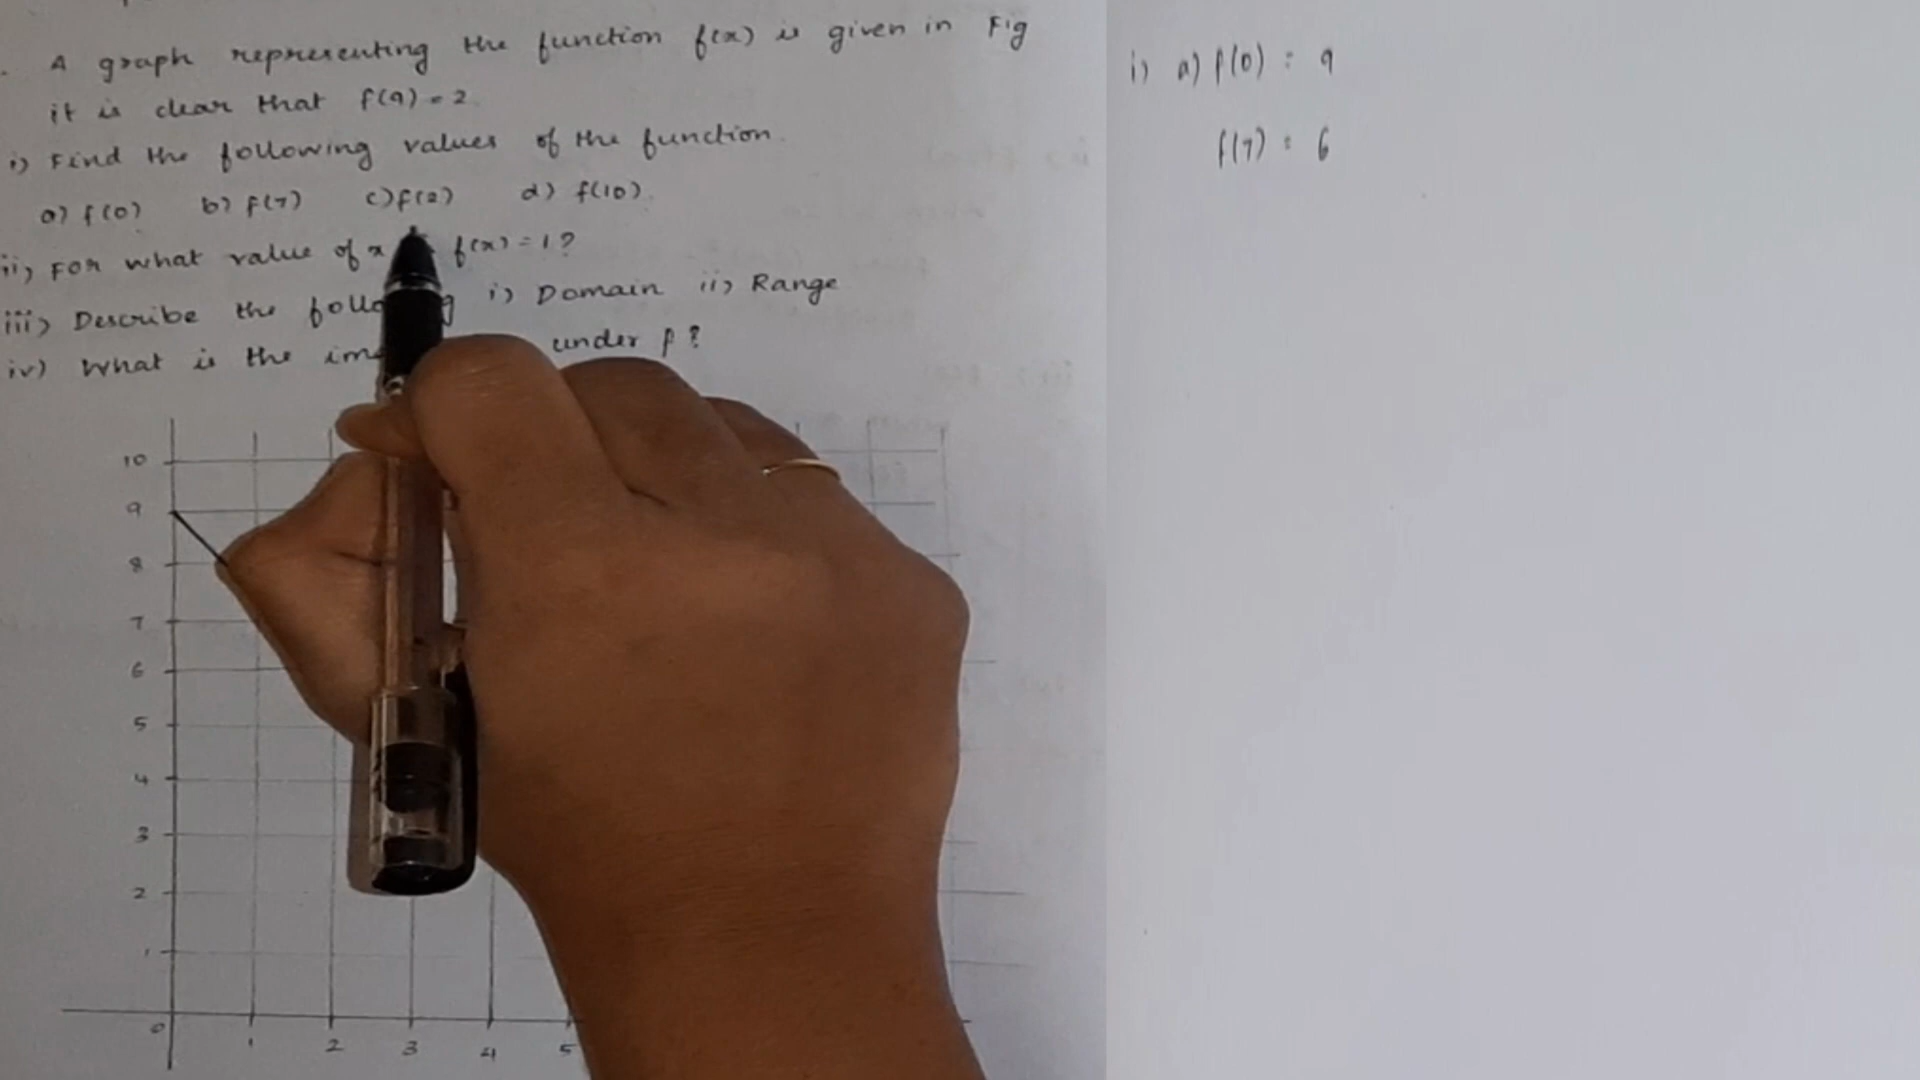 A graph representing the function f(x) is given in Fig
it is clear that f(9) = 2
i) Find the following values of the function.
a) f(0) b) f(7) c) f(2) d) f(10).
ii) For what value of x f(x) = 1?
iii) Describe the i) Domain ii) Range
iv) What is the under f?
10
9
8
7
6
5
4
3
2
1
0 1 2 3 4 5
i) a) f(0) : 9
f(7) : 6